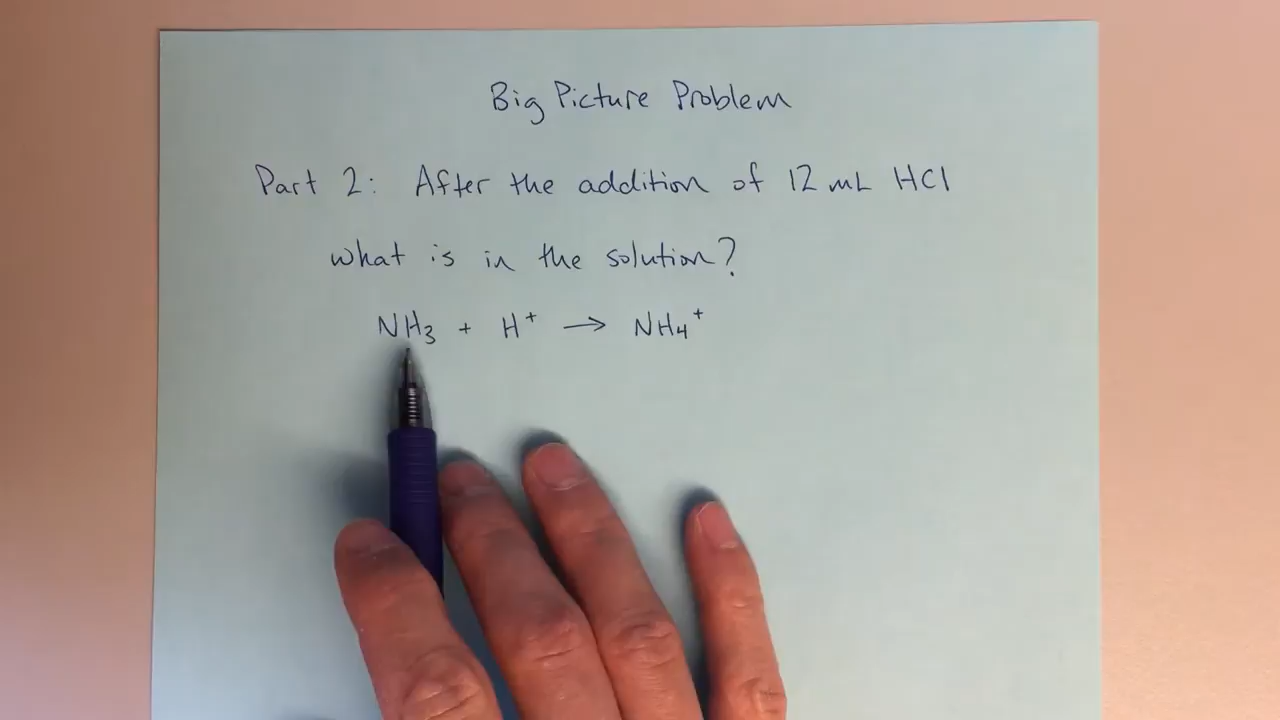 Big Picture Problem
Part 2: After the addition of 12 mL HCl
what is in the solution?
NH₃ + H⁺ → NH₄⁺